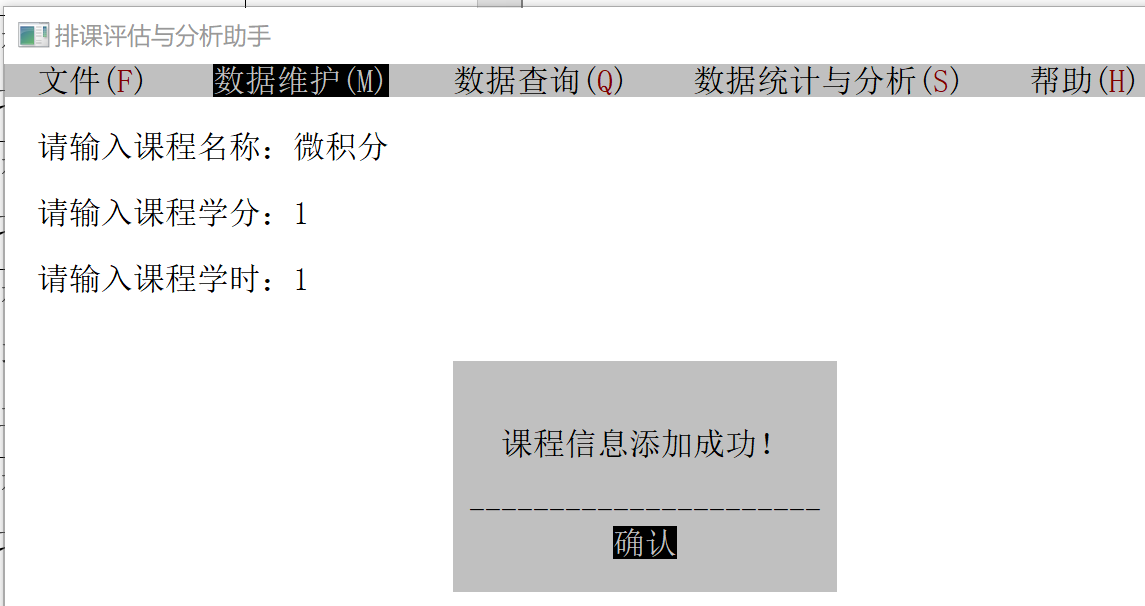 排课评估与分析助手
文件(F) 数据维护(M) 数据查询(Q) 数据统计与分析(S) 帮助(H)
请输入课程名称：微积分
请输入课程学分：1
请输入课程学时：1
课程信息添加成功！
----------------------
确认